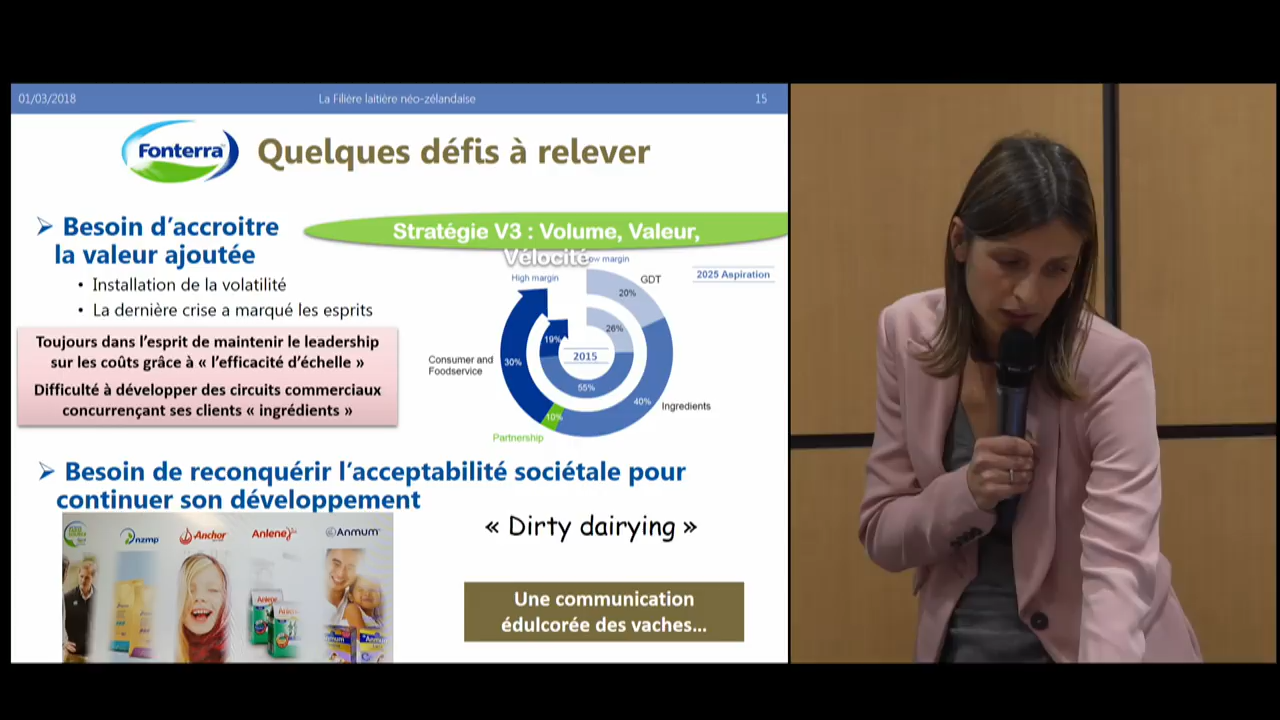 01/03/2018
La Filière laitière néo-zélandaise
15
Fonterra
Quelques défis à relever
Besoin d'accroitre
la valeur ajoutée
• Installation de la volatilité
• La dernière crise a marqué les esprits
Toujours dans l'esprit de maintenir le leadership
sur les coûts grâce à « l'efficacité d'échelle »
Difficulté à développer des circuits commerciaux
concurrençant ses clients « ingrédients »
Stratégie V3 : Volume, Valeur,
Vélocité
ow margin
High margin
GDT
2025 Aspiration
20%
26%
19%
2015
30%
Consumer and
Foodservice
55%
40%
10%
Ingredients
Partnership
Besoin de reconquérir l'acceptabilité sociétale pour
continuer son développement
nzmp
Anchor
Anlene
Anmum
Anlene
Anmum
« Dirty dairying »
Une communication
édulcorée des vaches...